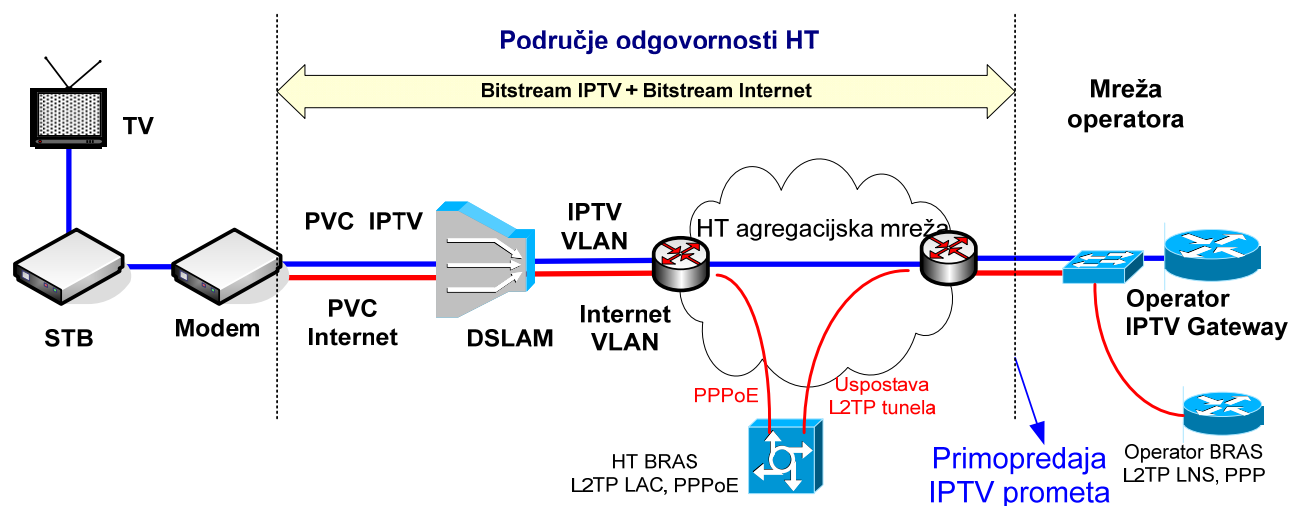 Područje odgovornosti HT
Bitstream IPTV + Bitstream Internet
Mreža
operatora
TV
PVC IPTV
IPTV
VLAN
HT agregacijska mreža
STB
Modem
PVC
Internet
DSLAM
Internet
VLAN
Operator
IPTV Gateway
PPPoE
Uspostava
L2TP tunela
HT BRAS
L2TP LAC, PPPoE
Primopredaja
IPTV prometa
Operator BRAS
L2TP LNS, PPP